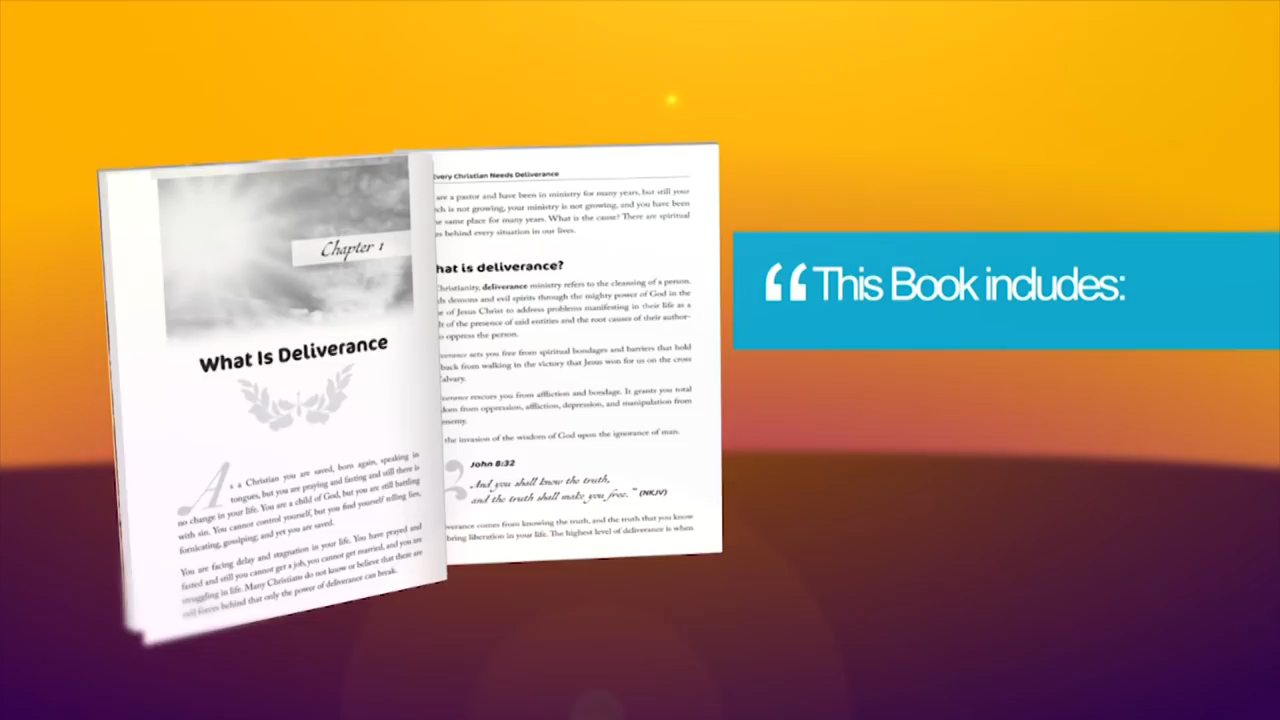 Chapter 1
What Is Deliverance
As a Christian you are saved, born again, speaking in
tongues, but you are praying and fasting and still there is
no change in your life. You are a child of God, but you are still battling
with sin. You cannot control yourself, but you find yourself telling lies,
fornicating, gossiping; and yet you are saved.
You are facing delay and stagnation in your life. You have prayed and
fasted and still you cannot get a job, you cannot get married, and you are
struggling in life. Many Christians do not know or believe that there are
evil forces behind that only the power of deliverance can break.
Every Christian Needs Deliverance
are a pastor and have been in ministry for many years, but still your
ch is not growing, your ministry is not growing, and you have been
e same place for many years. What is the cause? There are spiritual
es behind every situation in our lives.
hat is deliverance?
Christianity, deliverance ministry refers to the cleansing of a person,
ds demons and evil spirits through the mighty power of God in the
e of Jesus Christ to address problems manifesting in their life as a
lt of the presence of said entities and the root causes of their author-
o oppress the person.
verance sets you free from spiritual bondages and barriers that hold
back from walking in the victory that Jesus won for us on the cross
alvary.
verance rescues you from affliction and bondage. It grants you total
dom from oppression, affliction, depression, and manipulation from
enemy.
the invasion of the wisdom of God upon the ignorance of man.
John 8:32
And you shall know the truth,
and the truth shall make you free." (NKJV)
verance comes from knowing the truth, and the truth that you know
bring liberation in your life. The highest level of deliverance is when
“This Book includes: